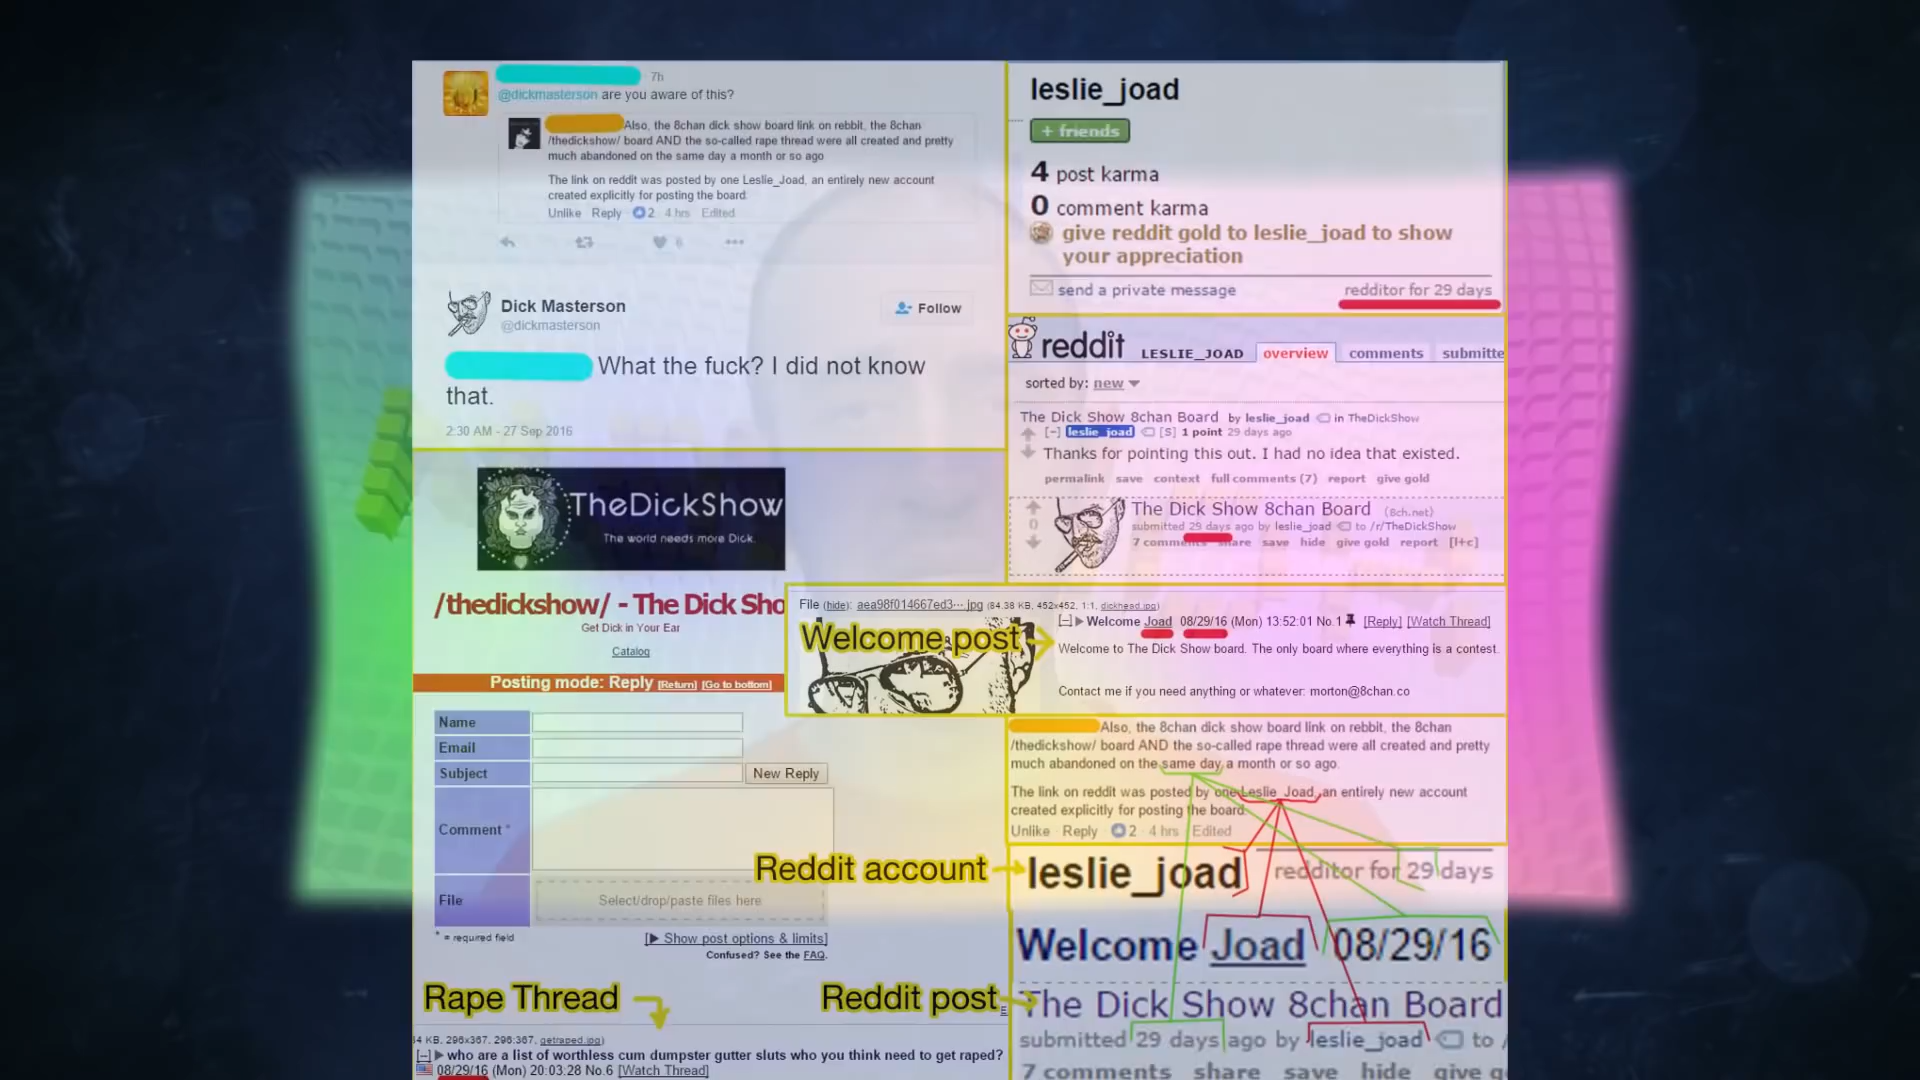 7h
@dickmasterson are you aware of this?
Also, the 8chan dick show board link on rebbit, the 8chan
/thedickshow/ board AND the so-called rape thread were all created and pretty
much abandoned on the same day a month or so ago
The link on reddit was posted by one Leslie_Joad, an entirely new account
created explicitly for posting the board.
Unlike Reply 2 4 hrs Edited
6
Dick Masterson
@dickmasterson
Follow
What the fuck? I did not know
that.
2:30 AM - 27 Sep 2016
leslie_joad
+ friends
4 post karma
0 comment karma
give reddit gold to leslie_joad to show
your appreciation
send a private message
redditor for 29 days
reddit LESLIE_JOAD overview comments submitte
sorted by: new
The Dick Show 8chan Board by leslie_joad in TheDickShow
[–] leslie_joad [S] 1 point 29 days ago
Thanks for pointing this out. I had no idea that existed.
permalink save context full comments (7) report give gold
0
The Dick Show 8chan Board (8ch.net)
submitted 29 days ago by leslie_joad to /r/TheDickShow
7 comments share save hide give gold report [l+c]
TheDickShow
The world needs more Dick.
/thedickshow/ - The Dick Sho
Get Dick in Your Ear
Catalog
Posting mode: Reply [Return] [Go to bottom]
Name
Email
Subject
New Reply
Comment *
File
Select/drop/paste files here
* = required field
[▶ Show post options & limits]
Confused? See the FAQ.
File (hide): aea98f014667ed3···.jpg (84.38 KB, 452x452, 1:1, dickhead.jpg)
Welcome post
[–] ▶ Welcome Joad 08/29/16 (Mon) 13:52:01 No.1 [Reply] [Watch Thread]
Welcome to The Dick Show board. The only board where everything is a contest.
Contact me if you need anything or whatever: morton@8chan.co
Also, the 8chan dick show board link on rebbit, the 8chan
/thedickshow/ board AND the so-called rape thread were all created and pretty
much abandoned on the same day a month or so ago.
The link on reddit was posted by one Leslie_Joad, an entirely new account
created explicitly for posting the board.
Unlike · Reply · 2 · 4 hrs · Edited
Reddit account
leslie_joad
redditor for 29 days
Welcome Joad 08/29/16
Rape Thread
Reddit post
The Dick Show 8chan Board
submitted 29 days ago by leslie_joad to /
7 comments share save hide give g
4 KB, 296x367, 296:367, getraped.jpg)
[–] ▶ who are a list of worthless cum dumpster gutter sluts who you think need to get raped?
08/29/16 (Mon) 20:03:28 No.6 [Watch Thread]